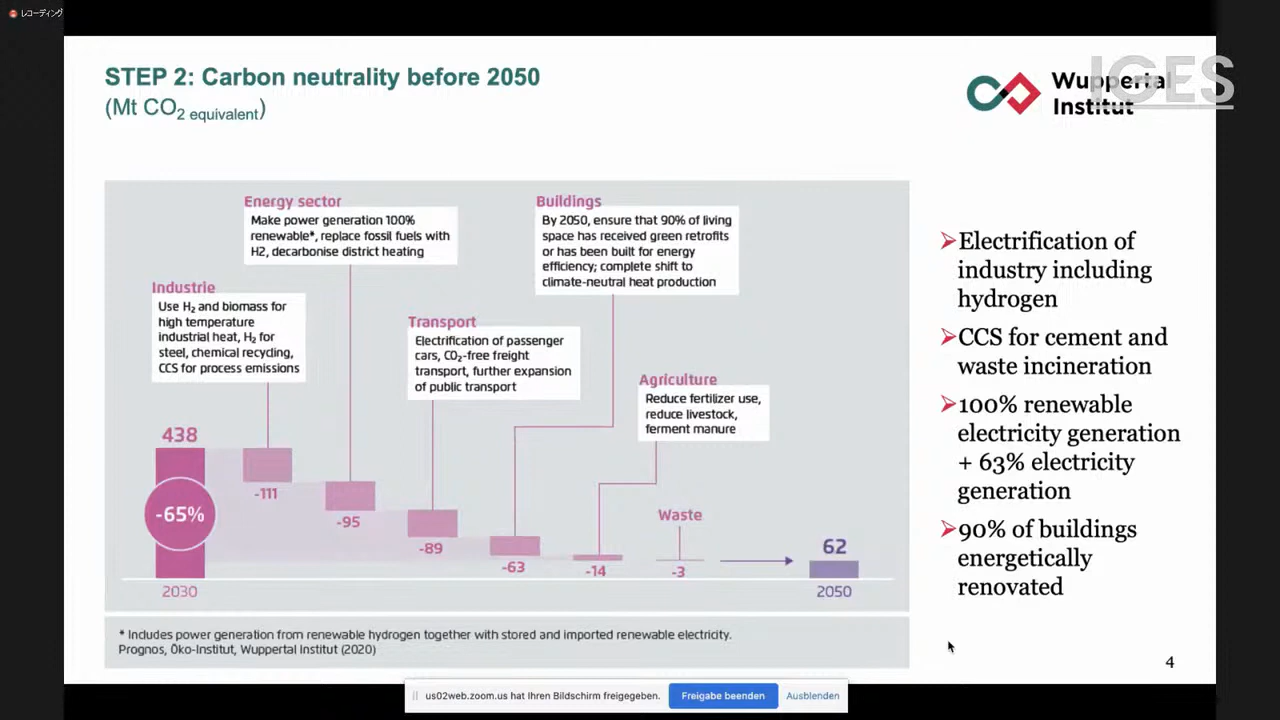 レコーディング
STEP 2: Carbon neutrality before 2050
(Mt CO2 equivalent)
Wuppertal
Institut
IGES
Energy sector
Make power generation 100%
renewable*, replace fossil fuels with
H2, decarbonise district heating
Buildings
By 2050, ensure that 90% of living
space has received green retrofits
or has been built for energy
efficiency; complete shift to
climate-neutral heat production
Industrie
Use H₂ and biomass for
high temperature
industrial heat, H₂ for
steel, chemical recycling,
CCS for process emissions
Transport
Electrification of passenger
cars, CO₂-free freight
transport, further expansion
of public transport
Agriculture
Reduce fertilizer use,
reduce livestock,
ferment manure
438
-65%
2030
-111
-95
-89
-63
-14
Waste
-3
62
2050
* Includes power generation from renewable hydrogen together with stored and imported renewable electricity.
Prognos, Öko-Institut, Wuppertal Institut (2020)
➢Electrification of
industry including
hydrogen
➢CCS for cement and
waste incineration
➢100% renewable
electricity generation
+ 63% electricity
generation
➢90% of buildings
energetically
renovated
4
us02web.zoom.us hat Ihren Bildschirm freigegeben.
Freigabe beenden
Ausblenden